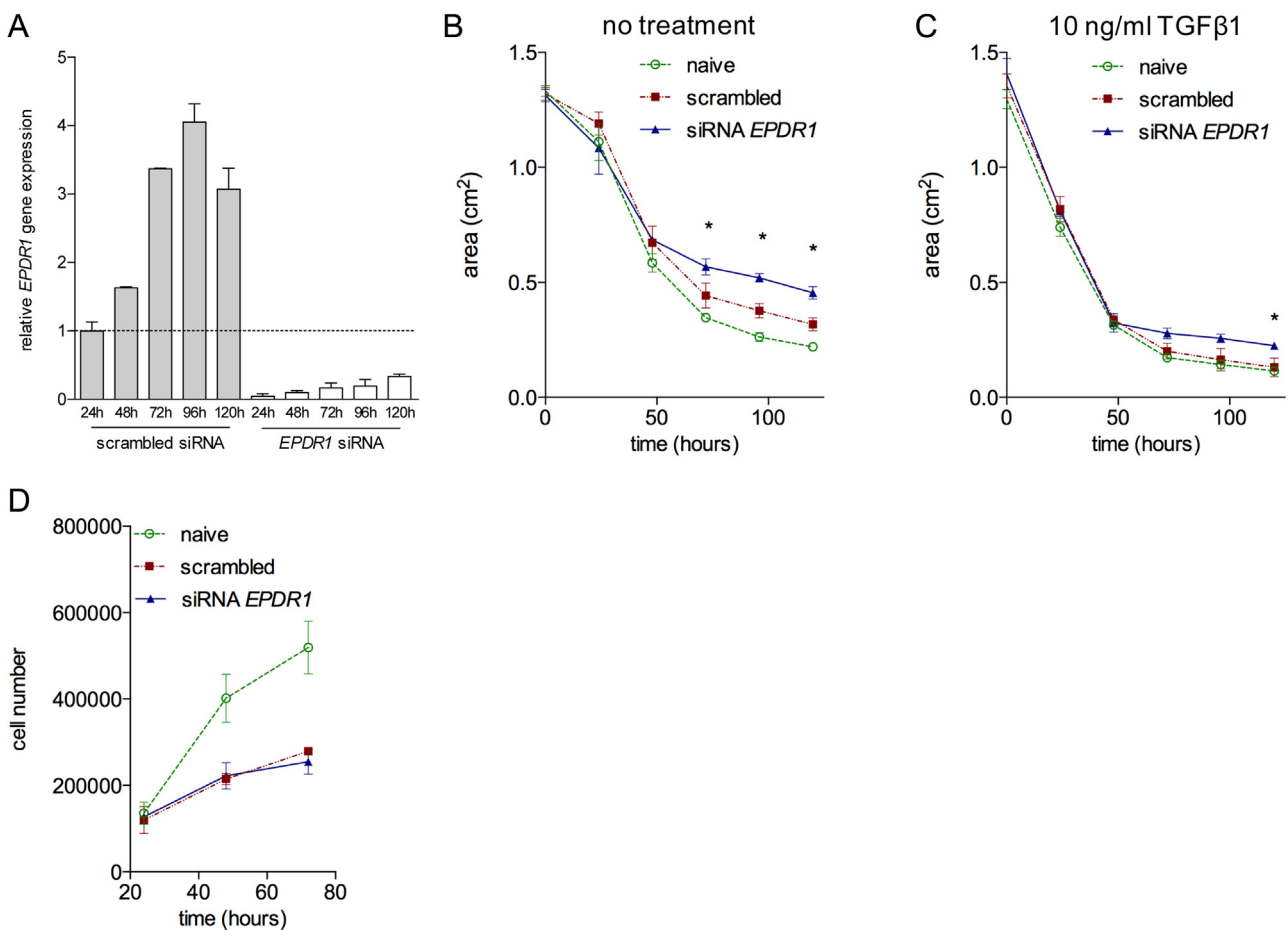 A
relative EPDR1 gene expression
5
4
3
2
1
0
24h 48h 72h 96h 120h 24h 48h 72h 96h 120h
scrambled siRNA EPDR1 siRNA
B
no treatment
naive
scrambled
siRNA EPDR1
area (cm²)
1.5
1.0
0.5
0.0
* * *
0 50 100
time (hours)
C
10 ng/ml TGFβ1
naive
scrambled
siRNA EPDR1
area (cm²)
1.5
1.0
0.5
0.0
*
0 50 100
time (hours)
D
naive
scrambled
siRNA EPDR1
cell number
800000
600000
400000
200000
0
20 40 60 80
time (hours)